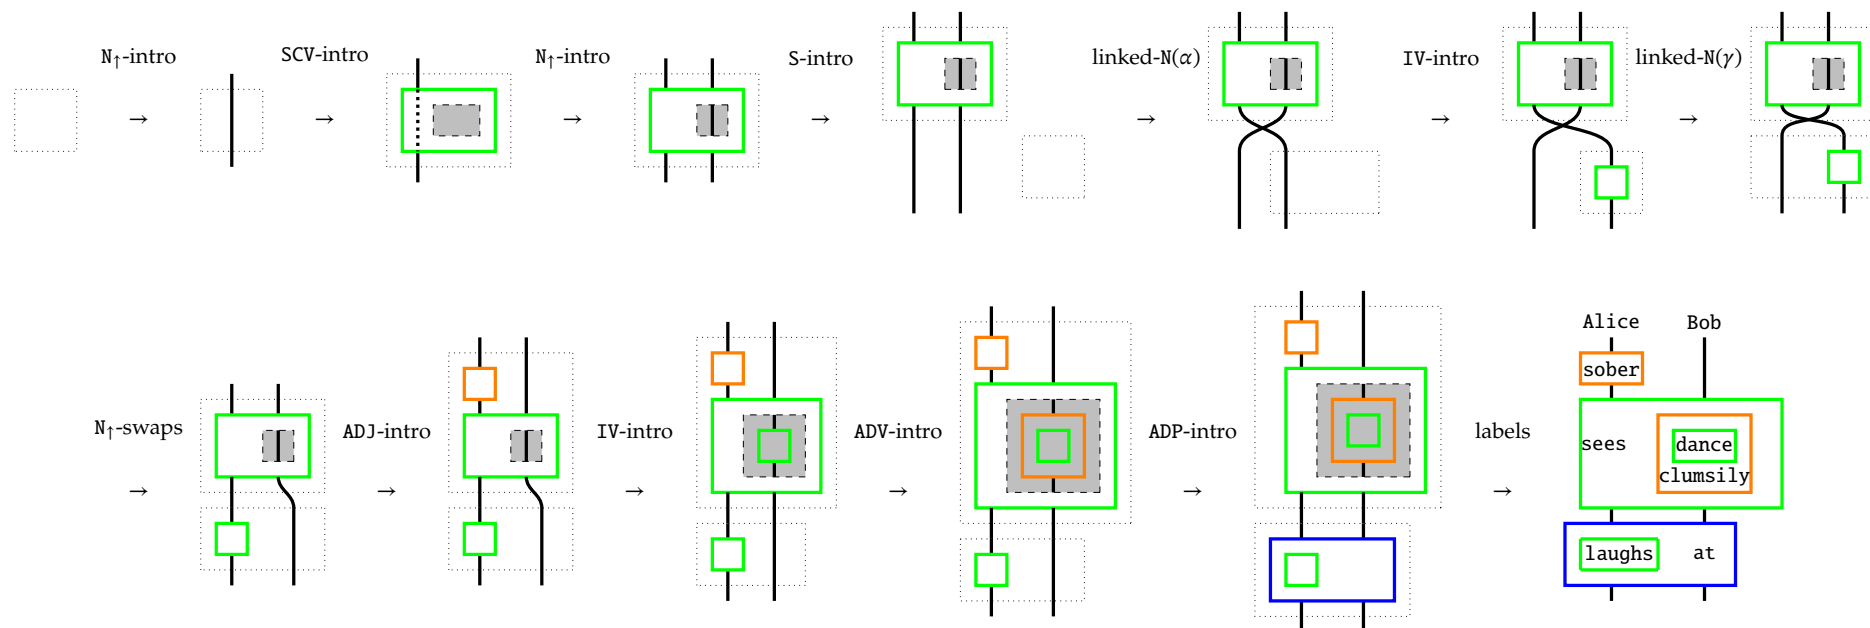 N↑-intro
SCV-intro
N↑-intro
S-intro
linked-N(α)
IV-intro
linked-N(γ)
→ → → → → → →
N↑-swaps
ADJ-intro
IV-intro
ADV-intro
ADP-intro
labels
→ → → → → →
Alice Bob
sober
sees dance
clumsily
laughs at